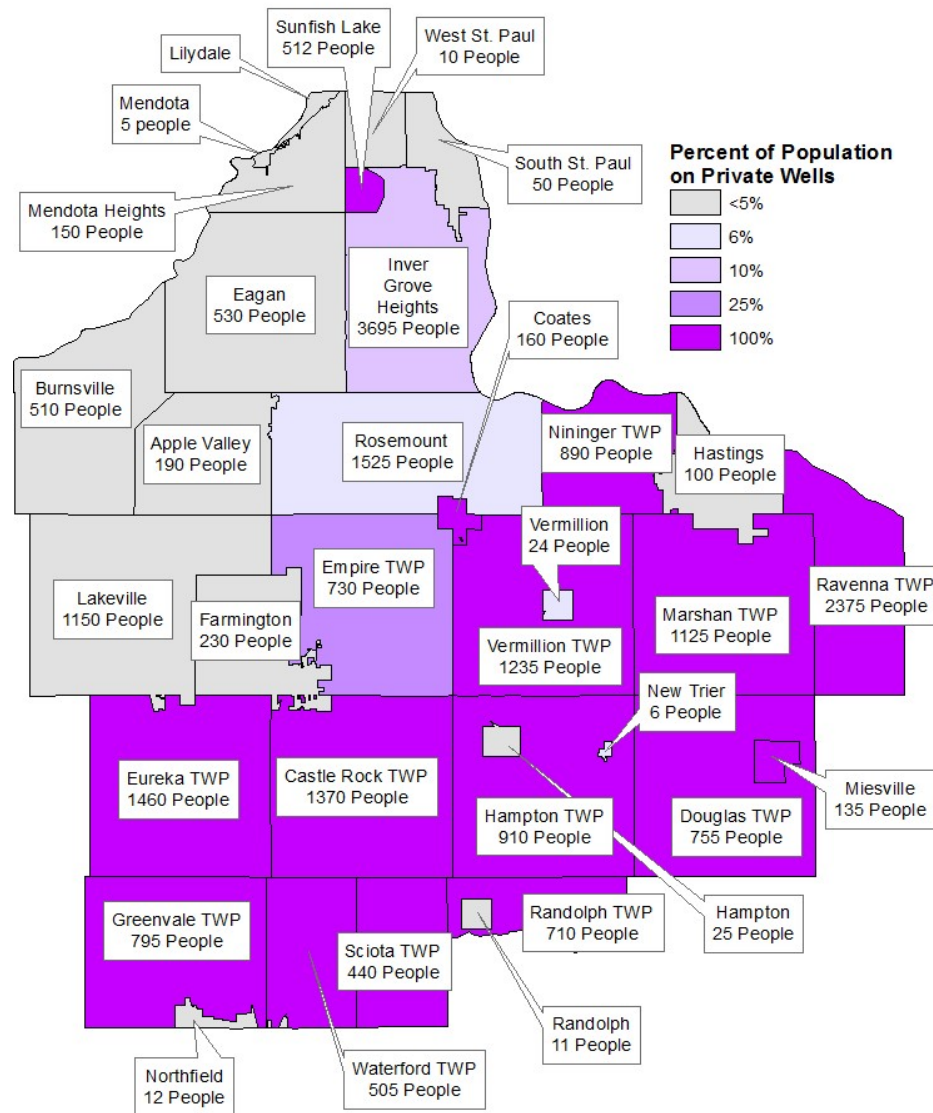 Sunfish Lake
512 People
West St. Paul
10 People
Lilydale
Mendota
5 people
South St. Paul
50 People
Mendota Heights
150 People
Percent of Population
on Private Wells
<5%
6%
10%
25%
100%
Eagan
530 People
Inver
Grove
Heights
3695 People
Coates
160 People
Burnsville
510 People
Apple Valley
190 People
Rosemount
1525 People
Nininger TWP
890 People
Hastings
100 People
Vermillion
24 People
Empire TWP
730 People
Lakeville
1150 People
Farmington
230 People
Vermillion TWP
1235 People
Marshan TWP
1125 People
Ravenna TWP
2375 People
New Trier
6 People
Eureka TWP
1460 People
Castle Rock TWP
1370 People
Hampton TWP
910 People
Douglas TWP
755 People
Miesville
135 People
Greenvale TWP
795 People
Sciota TWP
440 People
Randolph TWP
710 People
Hampton
25 People
Randolph
11 People
Northfield
12 People
Waterford TWP
505 People